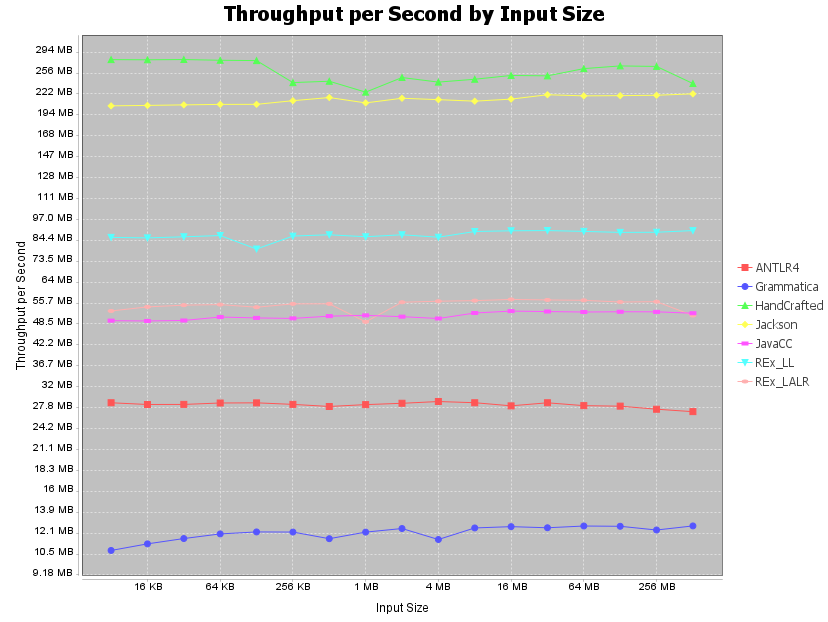 Throughput per Second by Input Size
294 MB
256 MB
222 MB
194 MB
168 MB
147 MB
128 MB
111 MB
97.0 MB
84.4 MB
73.5 MB
64 MB
55.7 MB
48.5 MB
42.2 MB
36.7 MB
32 MB
27.8 MB
24.2 MB
21.1 MB
18.3 MB
16 MB
13.9 MB
12.1 MB
10.5 MB
9.18 MB
Throughput per Second
16 KB 64 KB 256 KB 1 MB 4 MB 16 MB 64 MB 256 MB
Input Size
ANTLR4
Grammatica
HandCrafted
Jackson
JavaCC
REx_LL
REx_LALR